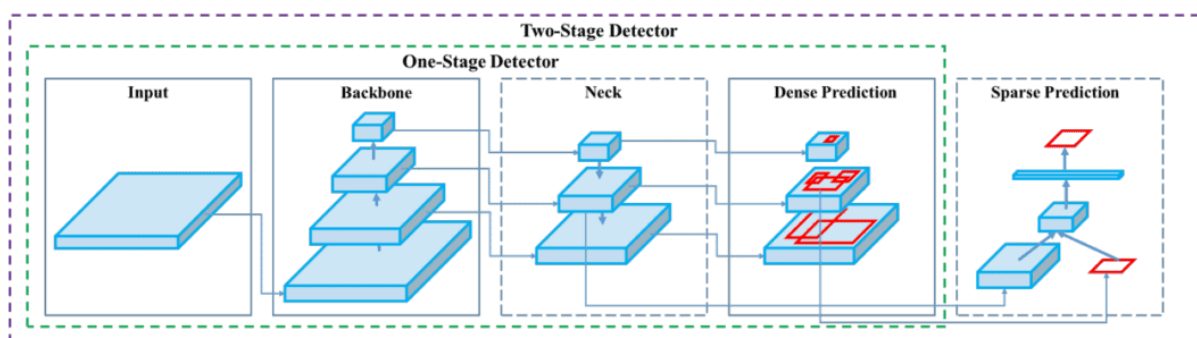 Two-Stage Detector
One-Stage Detector
Input
Backbone
Neck
Dense Prediction
Sparse Prediction